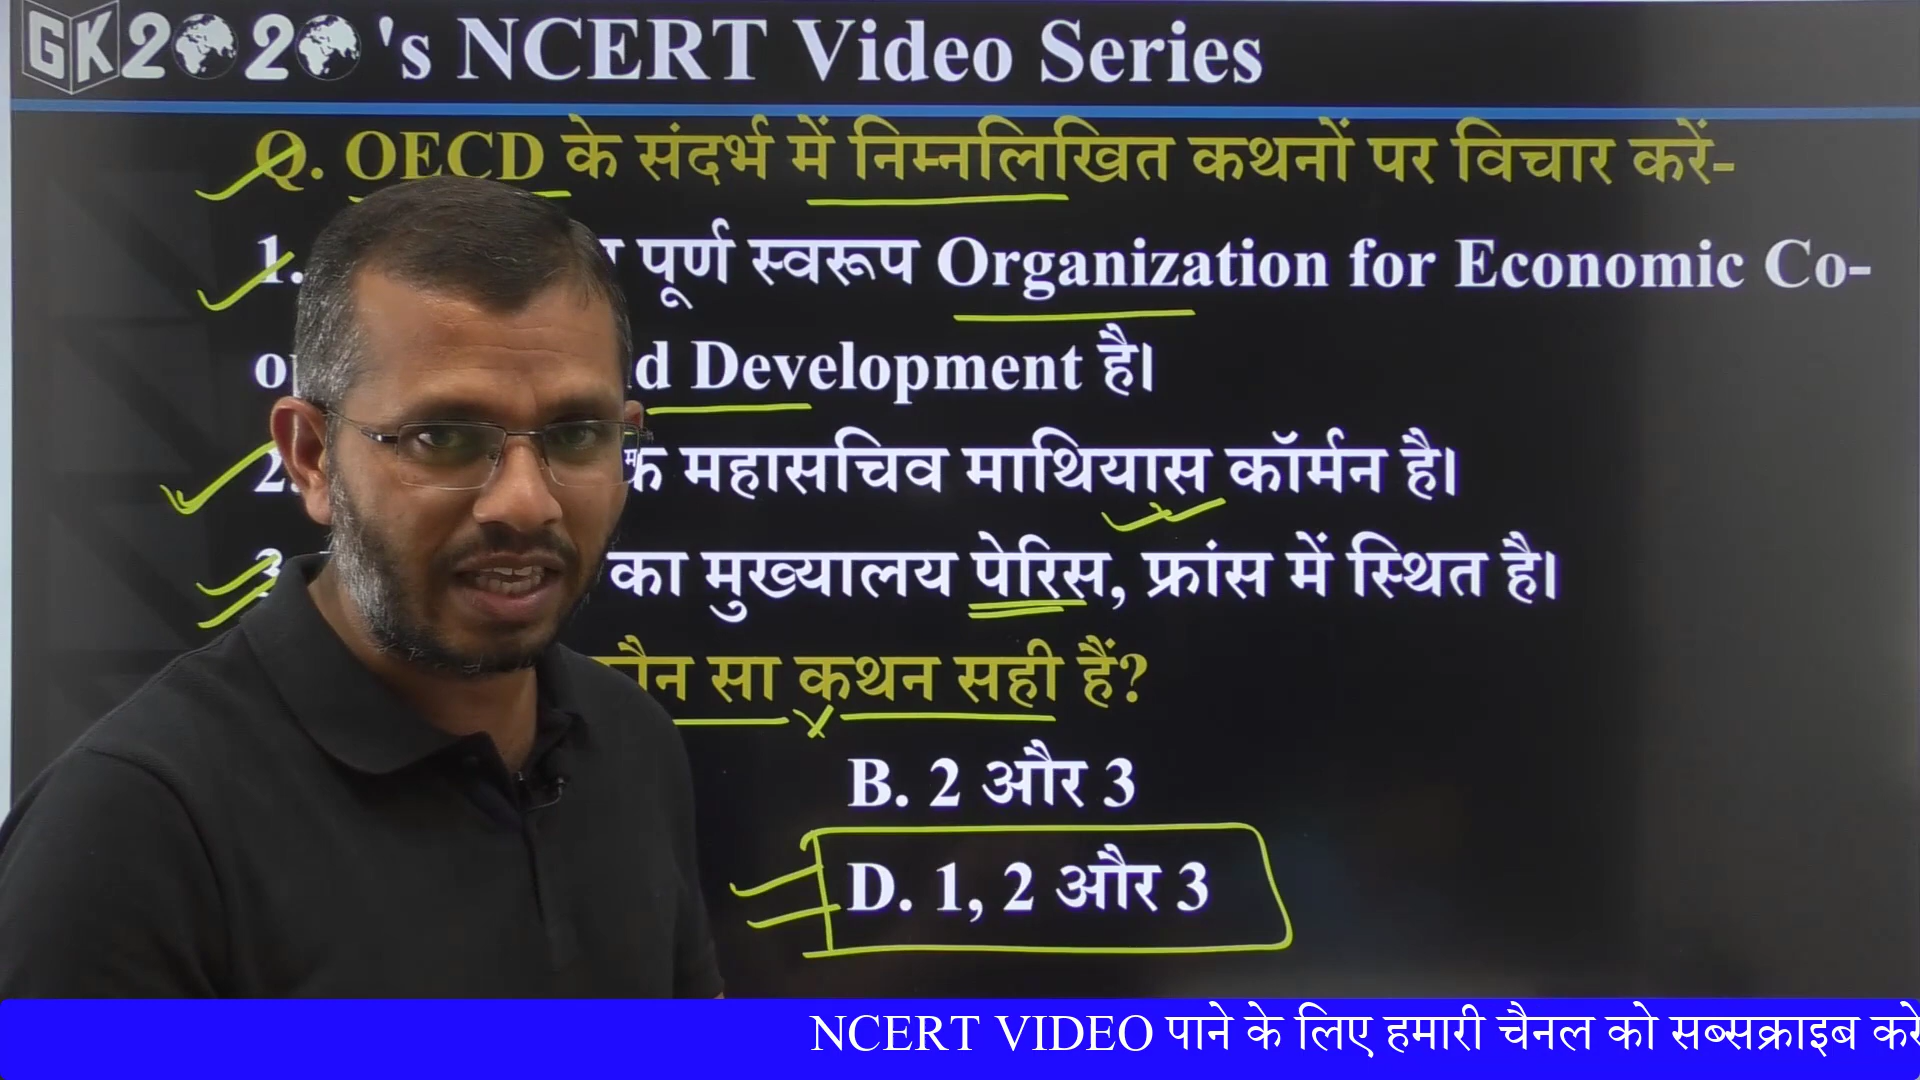 GK2020's NCERT Video Series
Q. OECD के संदर्भ में निम्नलिखित कथनों पर विचार करें-
1. पूर्ण स्वरूप Organization for Economic Co-
Development है।
2. महासचिव माथियास कॉर्मन है।
3. का मुख्यालय पेरिस, फ्रांस में स्थित है।
सा कथन सही हैं?
B. 2 और 3
D. 1, 2 और 3
NCERT VIDEO पाने के लिए हमारी चैनल को सब्सक्राइब करे